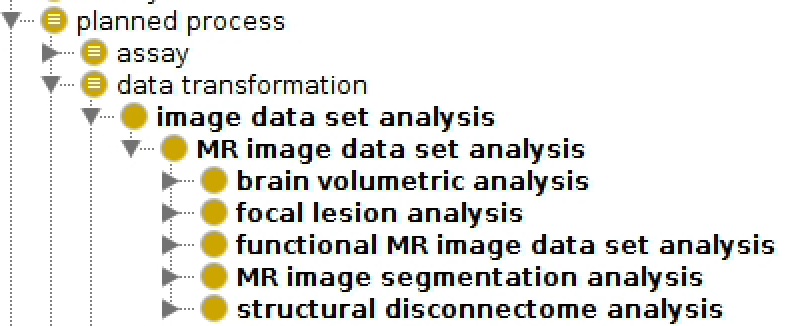 planned process
assay
data transformation
image data set analysis
MR image data set analysis
brain volumetric analysis
focal lesion analysis
functional MR image data set analysis
MR image segmentation analysis
structural disconnectome analysis